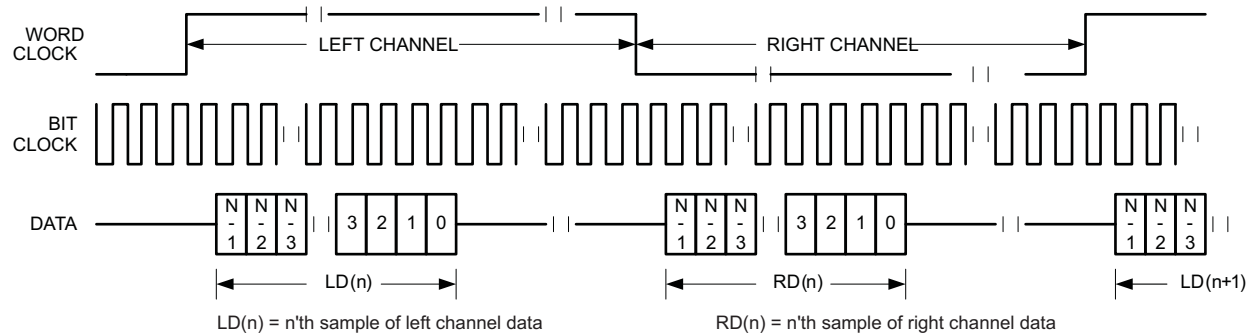 WORD
CLOCK
LEFT CHANNEL
RIGHT CHANNEL
BIT
CLOCK
DATA
N
-
1
N
-
2
N
-
3
3 2 1 0
N
-
1
N
-
2
N
-
3
3 2 1 0
N
-
1
N
-
2
N
-
3
LD(n)
RD(n)
LD(n+1)
LD(n) = n'th sample of left channel data
RD(n) = n'th sample of right channel data